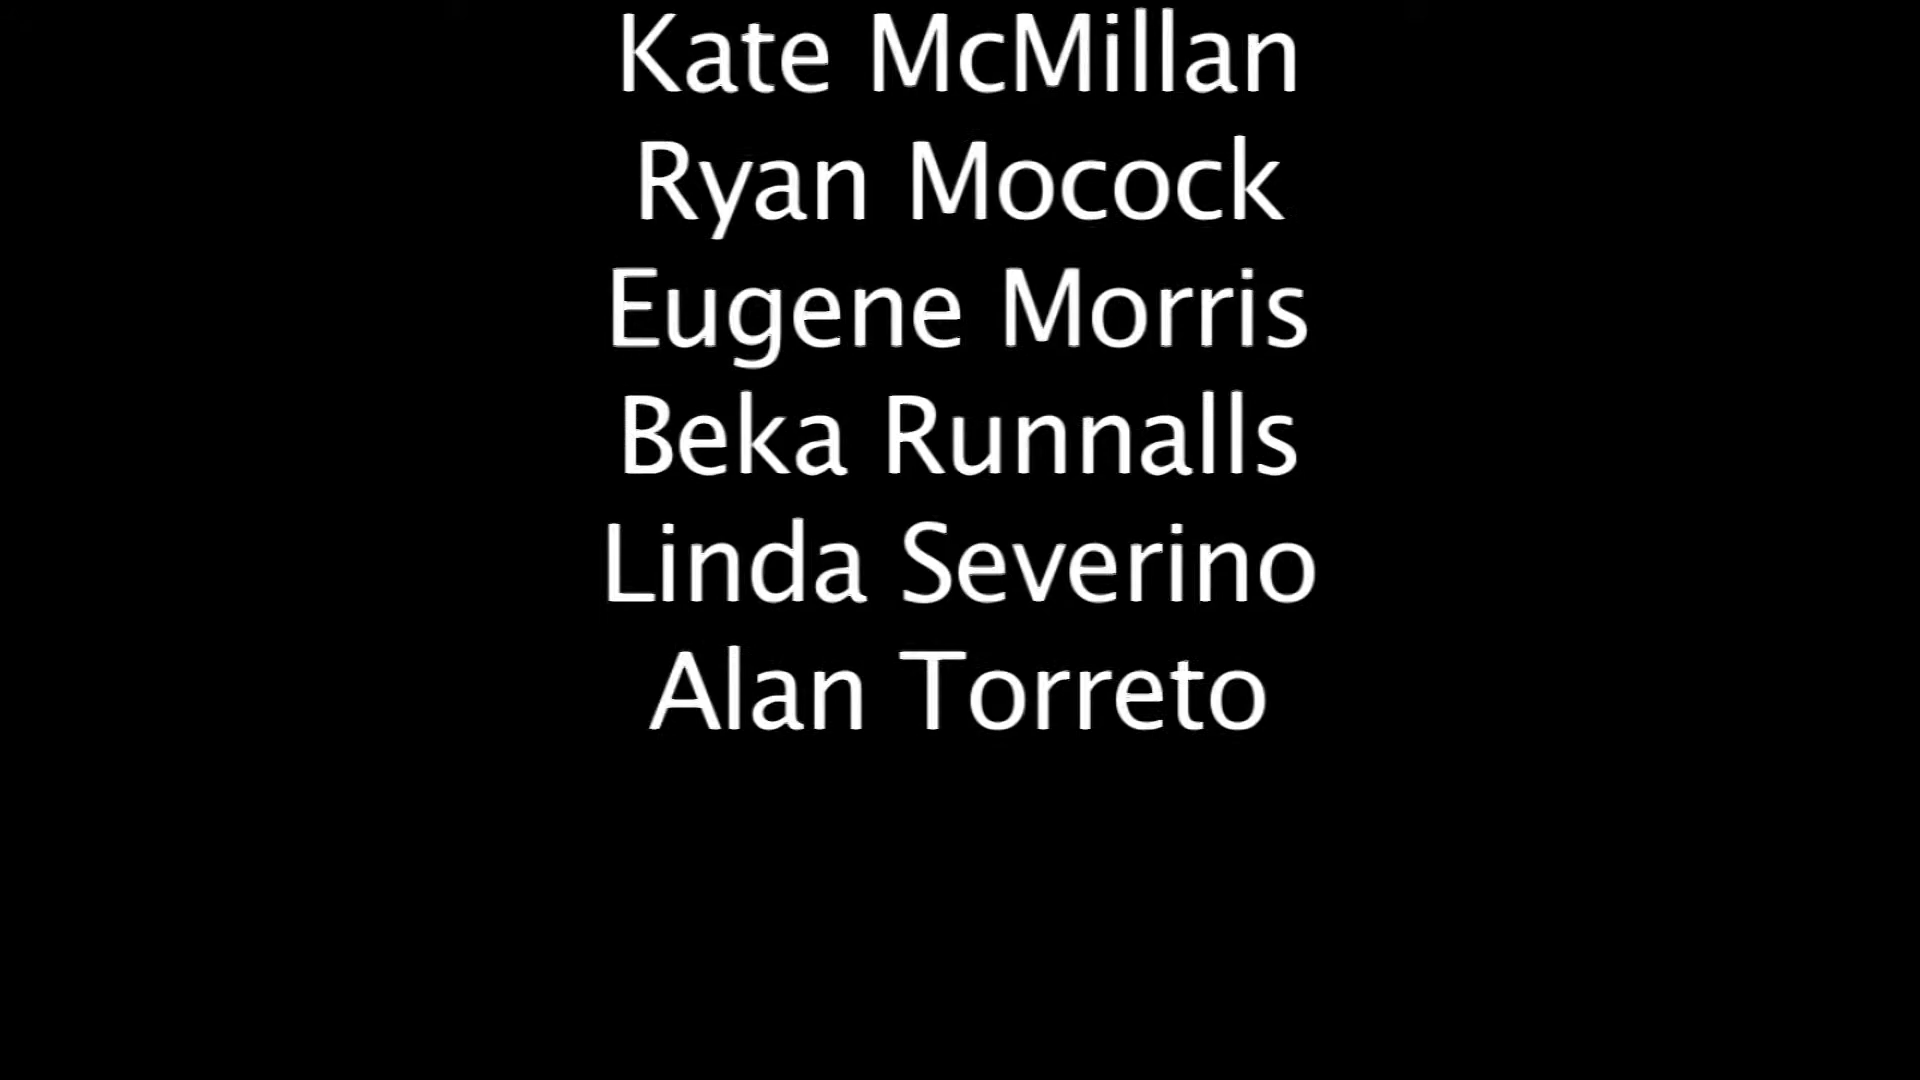 Kate McMillan
Ryan Mocock
Eugene Morris
Beka Runnalls
Linda Severino
Alan Torreto